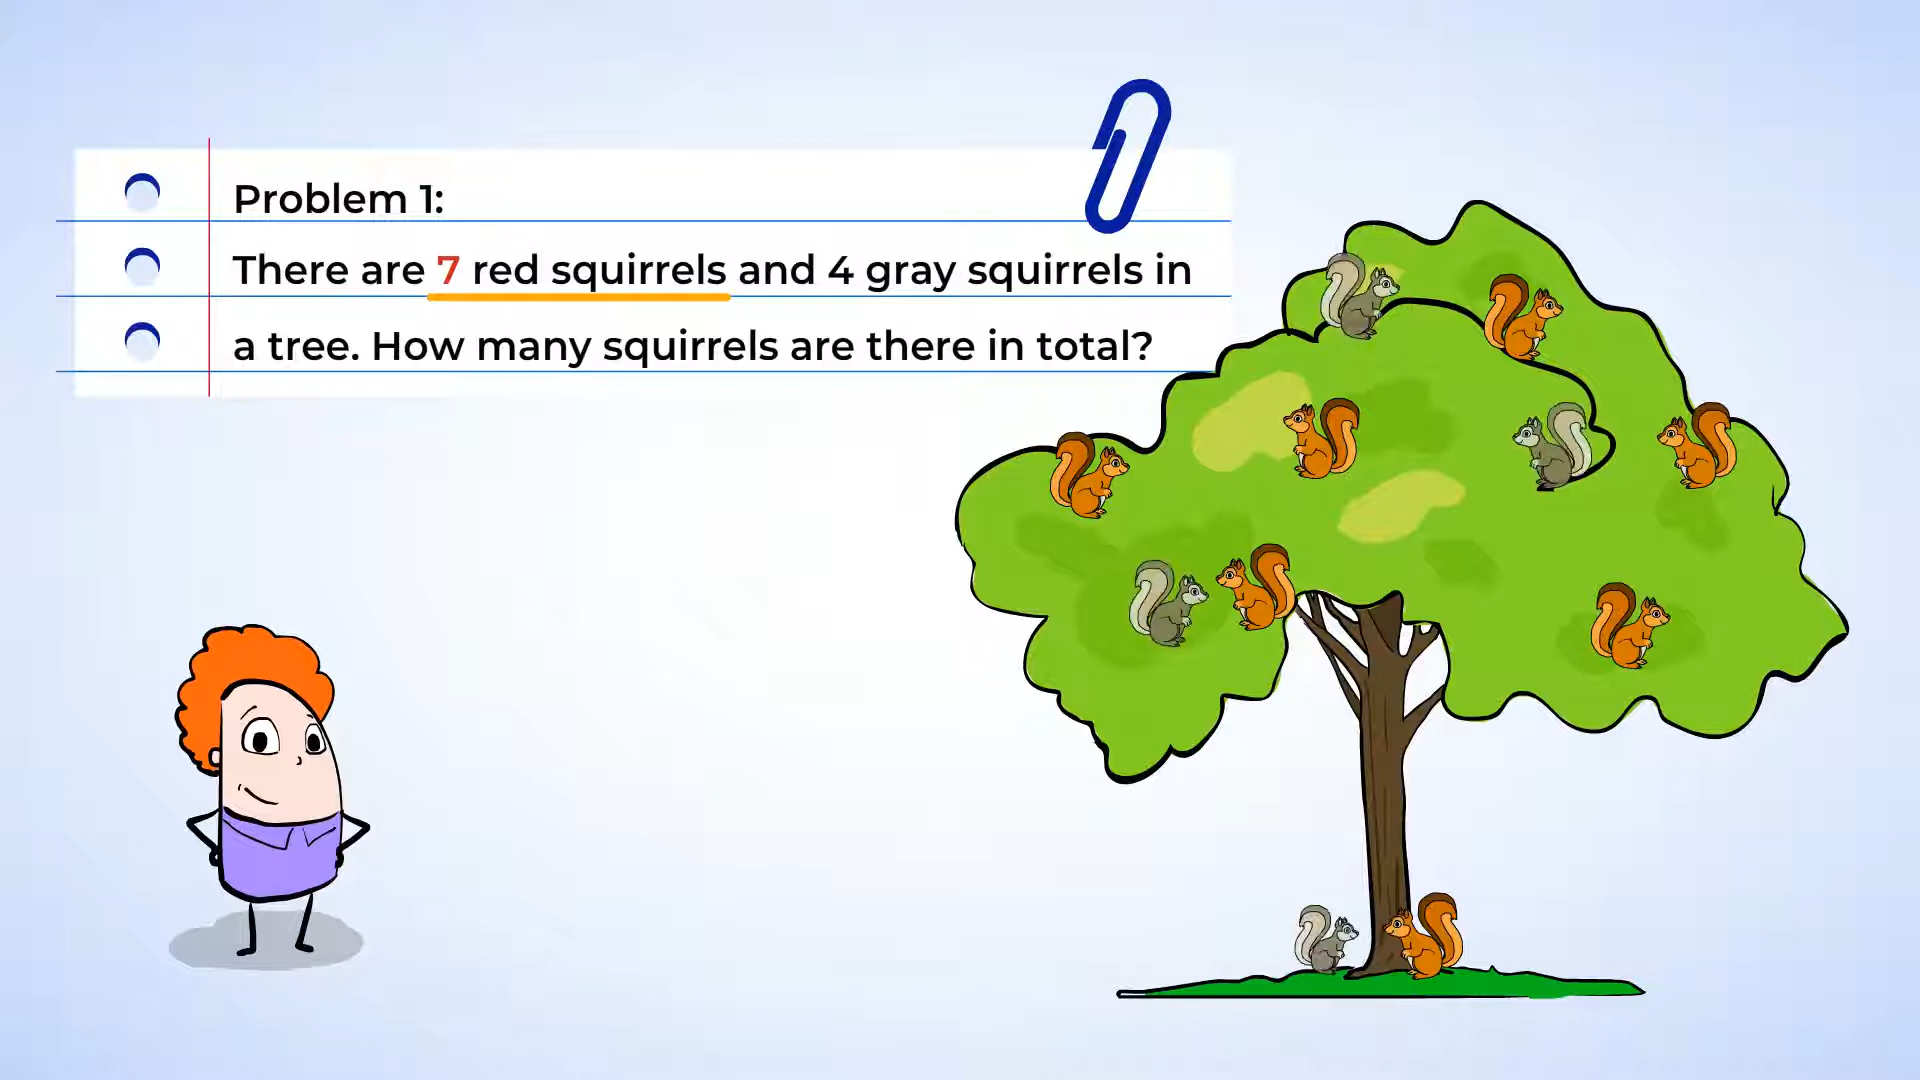 Problem 1:
There are 7 red squirrels and 4 gray squirrels in
a tree. How many squirrels are there in total?